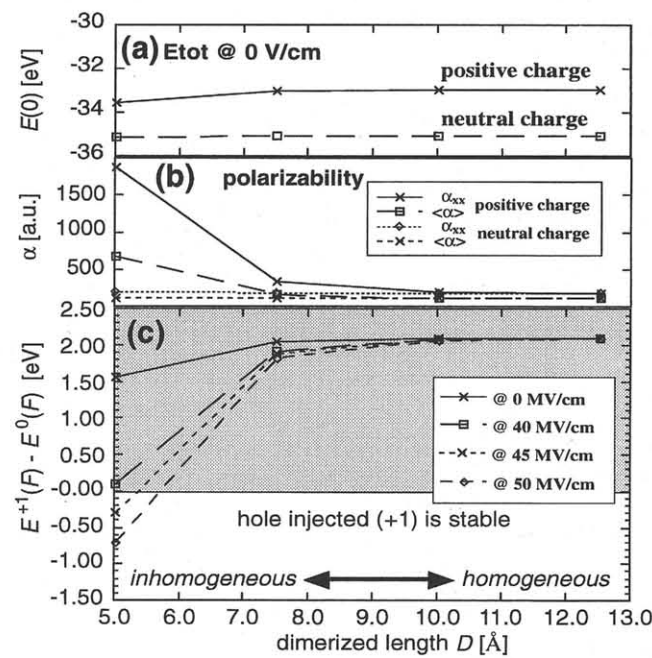 (a) Etot @ 0 V/cm
E(0) [eV]
-30
-32
-34
-36
positive charge
neutral charge
(b) polarizability
α [a.u.]
1500
1000
500
αxx
<α>
positive charge
αxx
<α>
neutral charge
(c)
E+1(F) - E0(F) [eV]
2.50
2.00
1.50
1.00
0.50
-0.00
-0.50
-1.00
-1.50
@ 0 MV/cm
@ 40 MV/cm
@ 45 MV/cm
@ 50 MV/cm
hole injected (+1) is stable
inhomogeneous
homogeneous
5.0 6.0 7.0 8.0 9.0 10.0 11.0 12.0 13.0
dimerized length D [Å]